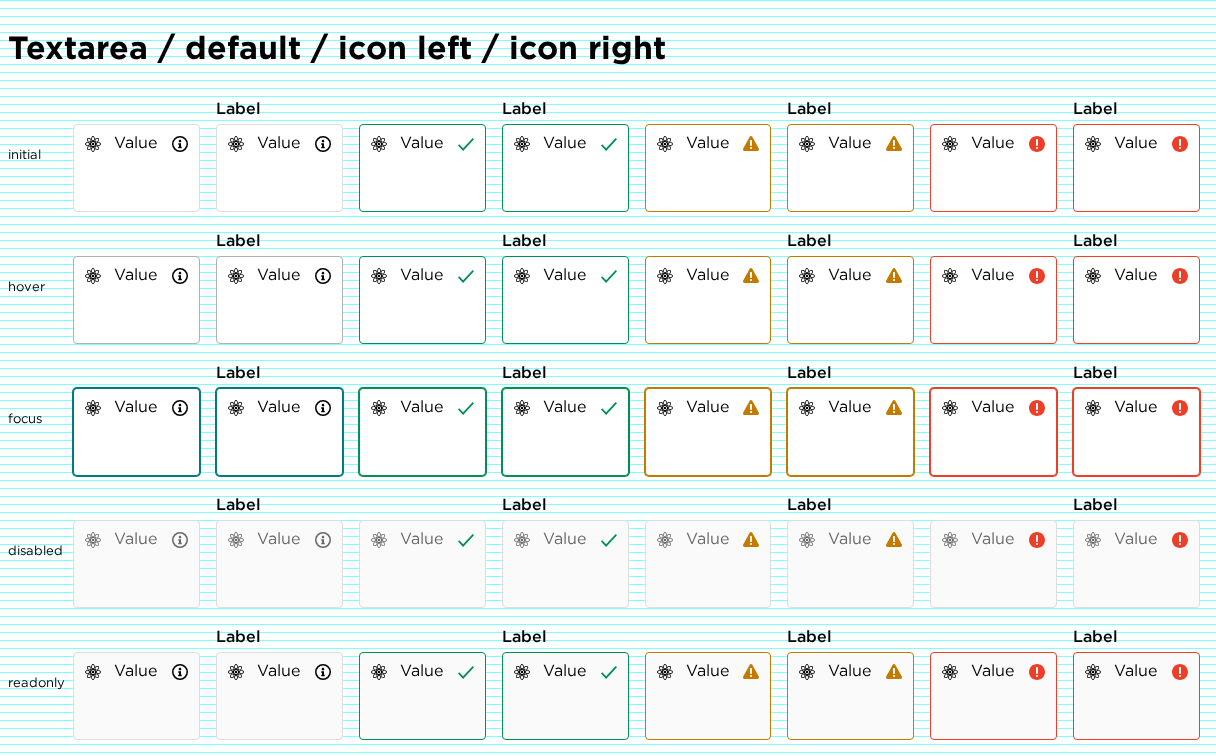 Textarea / default / icon left / icon right
Label Label Label Label
initial Value Value Value Value Value Value Value Value
Label Label Label Label
hover Value Value Value Value Value Value Value Value
Label Label Label Label
focus Value Value Value Value Value Value Value Value
Label Label Label Label
disabled Value Value Value Value Value Value Value Value
Label Label Label Label
readonly Value Value Value Value Value Value Value Value